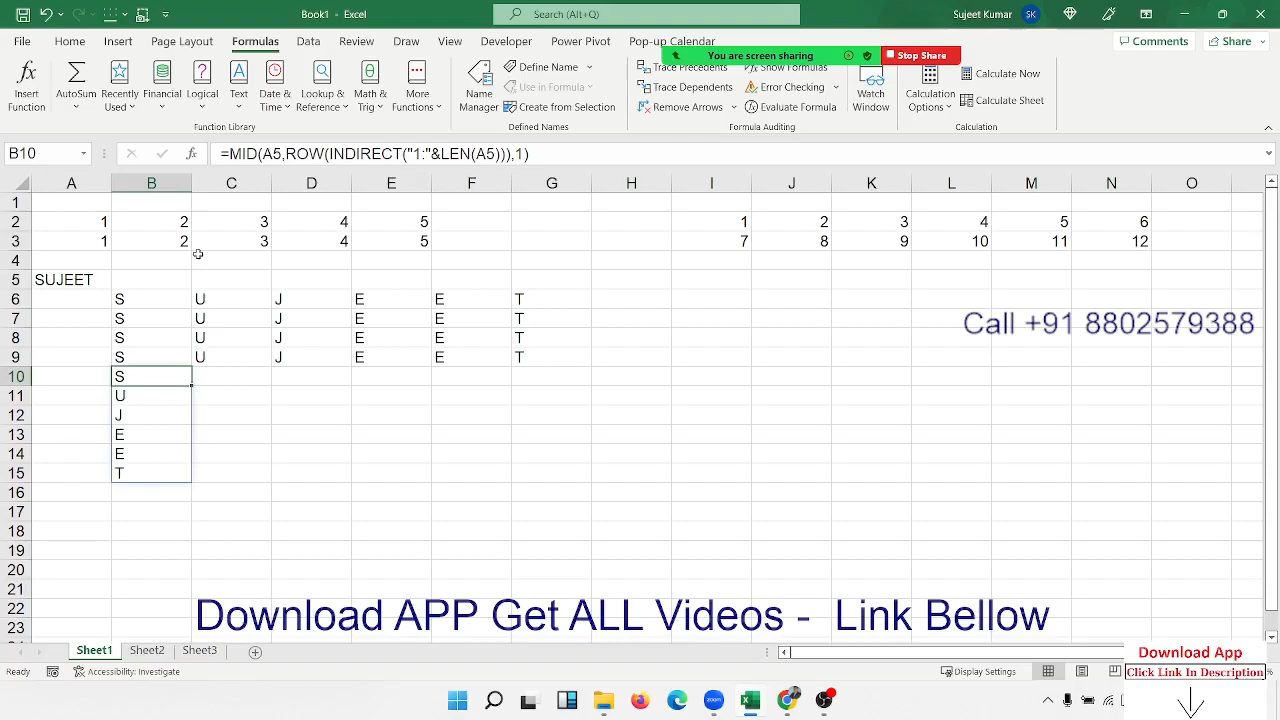 Book1 - Excel
Search (Alt+Q)
Sujeet Kumar
SK
File Home Insert Page Layout Formulas Data Review View Automate Developer Power Pivot Pop-up Calendar
You are screen sharing
Stop Share
Comments
Share
Insert Function
AutoSum
Recently Used
Financial
Logical
Text
Date & Time
Lookup & Reference
Math & Trig
More Functions
Function Library
Name Manager
Define Name
Use in Formula
Create from Selection
Defined Names
Trace Precedents
Trace Dependents
Remove Arrows
Show Formulas
Error Checking
Evaluate Formula
Formula Auditing
Watch Window
Calculation Options
Calculate Now
Calculate Sheet
Calculation
B10
fx
=MID(A5,ROW(INDIRECT("1:"&LEN(A5))),1)
A B C D E F G H I J K L M N O
1
2 1 2 3 4 5 1 2 3 4 5 6
3 1 2 3 4 5 7 8 9 10 11 12
4
5 SUJEET
6 S U J E E T
7 S U J E E T
8 S U J E E T
9 S U J E E T
10 S
11 U
12 J
13 E
14 E
15 T
16
17
18
19
20
21
22
23
Call +91 8802579388
Download APP Get ALL Videos - Link Bellow
Sheet1 Sheet2 Sheet3
Download App
Click Link In Description
Ready
Accessibility: Investigate
Display Settings
zoom